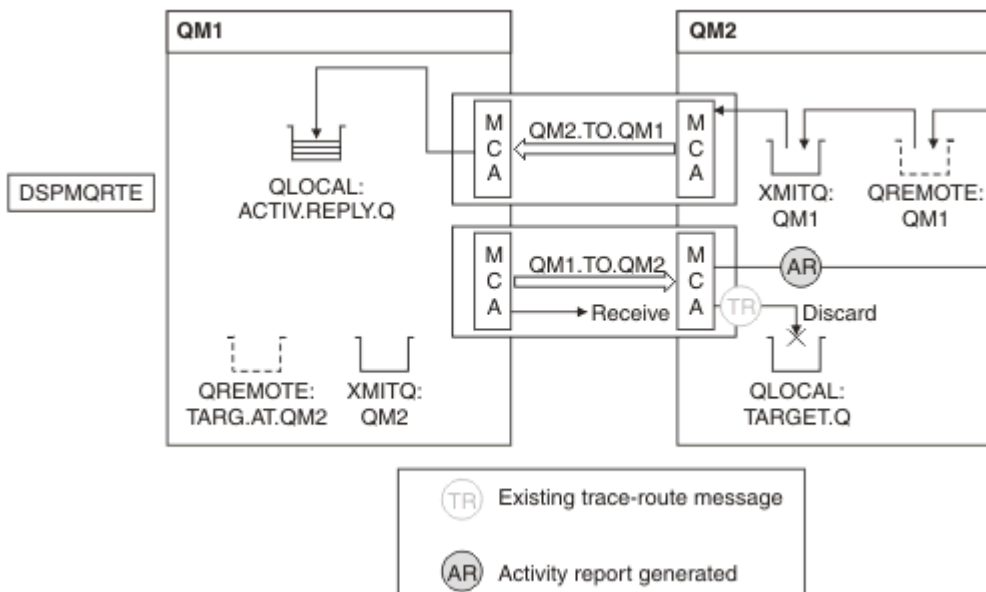 QM1
QM2
DSPMQRTE
QLOCAL:
ACTIV.REPLY.Q
M
C
A
QM2.TO.QM1
M
C
A
XMITQ:
QM1
QREMOTE:
QM1
M
C
A
QM1.TO.QM2
Receive
M
C
A
AR
TR
Discard
QREMOTE:
TARG.AT.QM2
XMITQ:
QM2
QLOCAL:
TARGET.Q
TR Existing trace-route message
AR Activity report generated